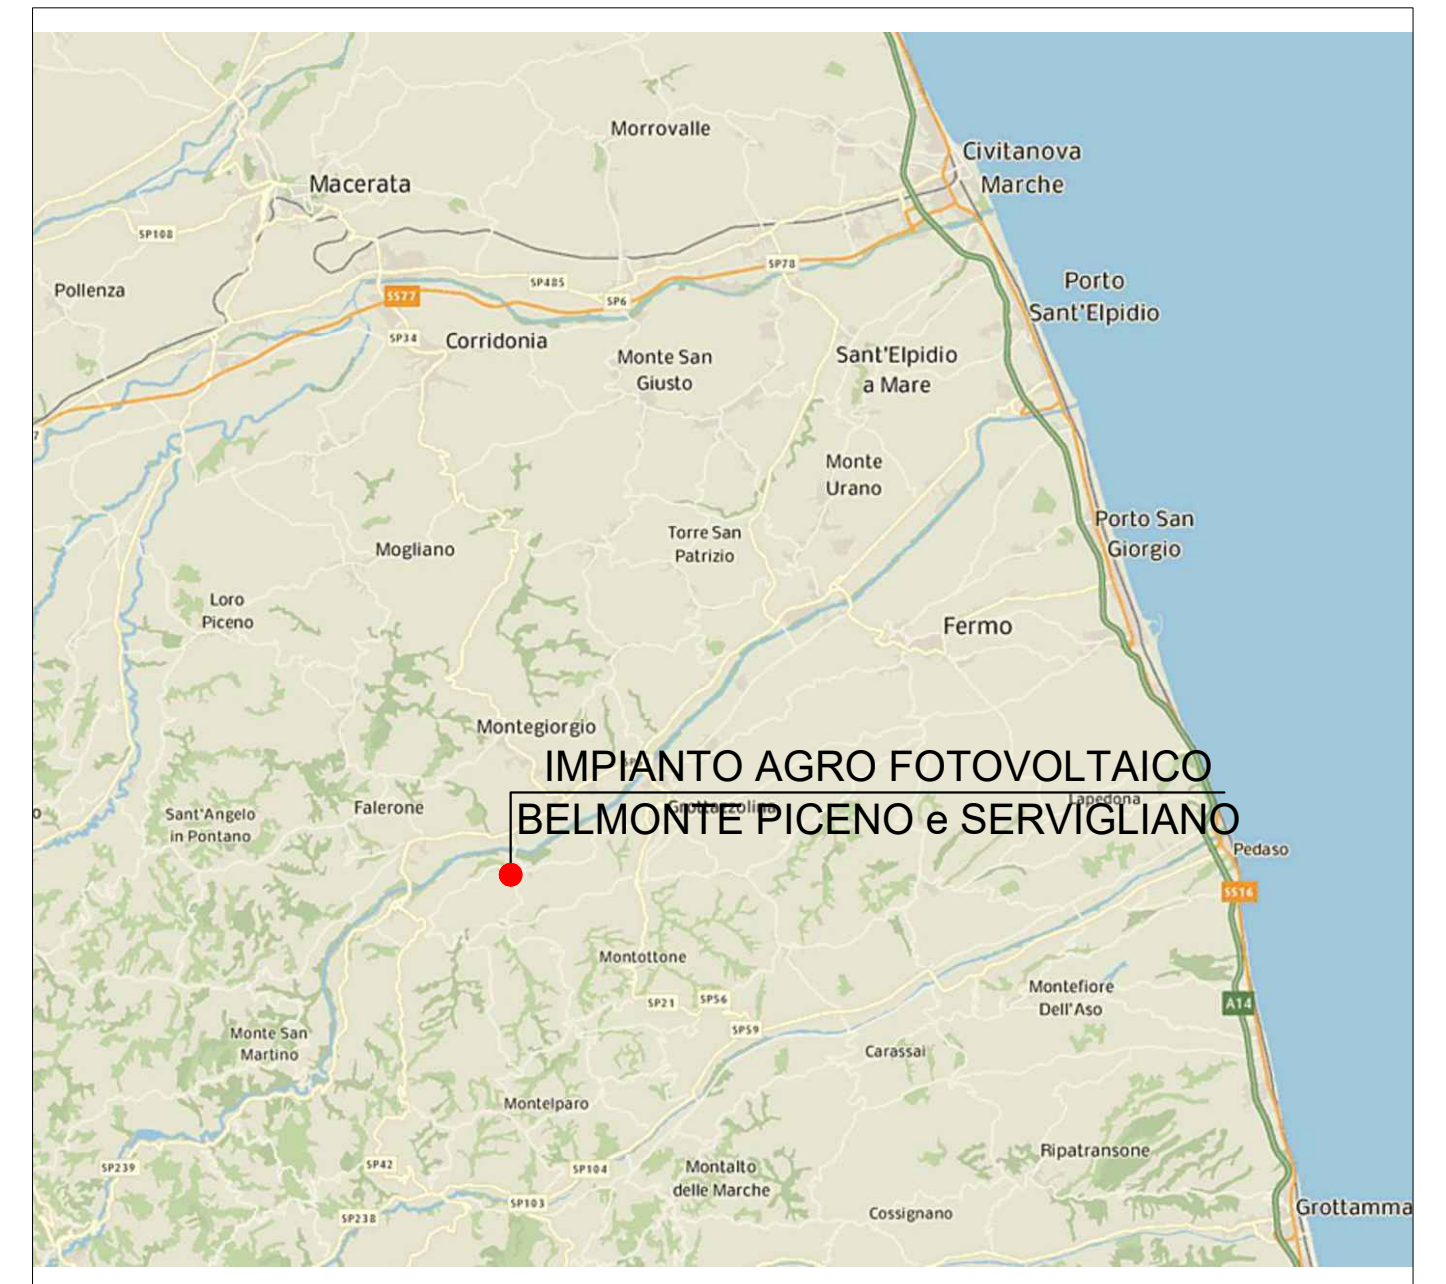 Morrovalle
Civitanova
Marche
Macerata
SP108
Pollenza
SP485
SP78
SS77
SP6
Porto
Sant'Elpidio
SP34
Corridonia
Monte San
Giusto
Sant'Elpidio
a Mare
7
Monte
Urano
Mogliano
Torre San
Patrizio
Porto San
Giorgio
Loro
Piceno
Fermo
Montegiorgio
IMPIANTO AGRO FOTOVOLTAICO
Sant'Angelo
in Pontano
Falerone
Grottazzolina
Lapedona
BELMONTE PICENO e SERVIGLIANO
Pedaso
SS16
Montottone
SP21
SP56
SP59
Montefiore
Dell'Aso
A14
Monte San
Martino
Carassai
Montelparo
Ripatransone
SP239
SP42
SP104
Montalto
delle Marche
SP103
SP238
Cossignano
Grottamma